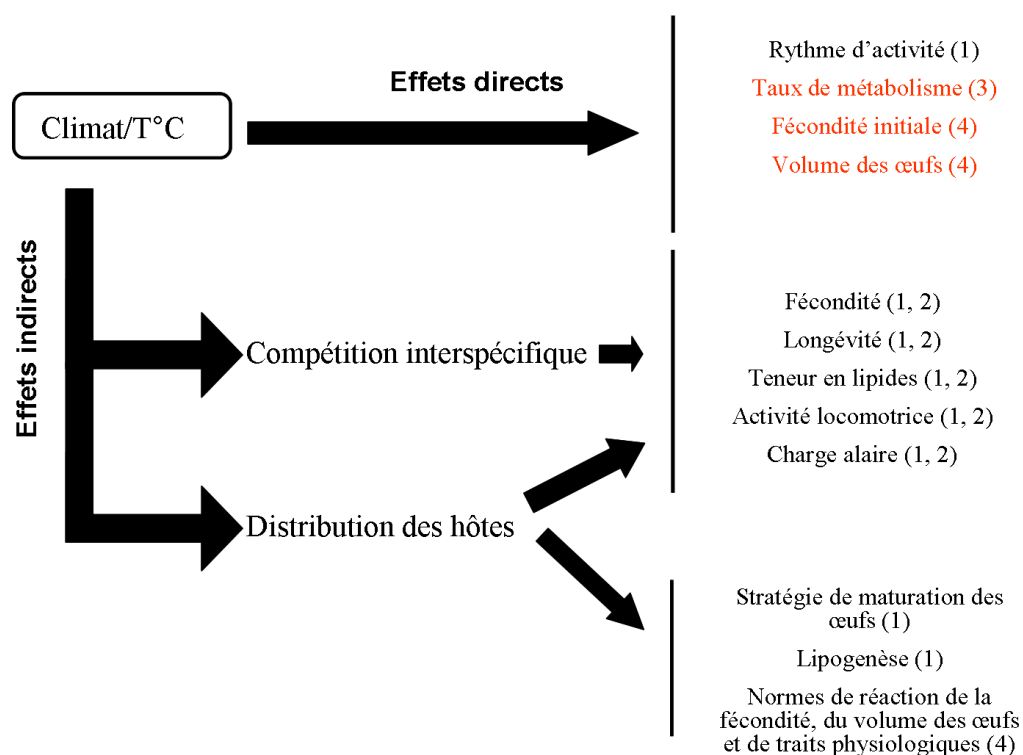 Effets directs
Climat/T°C
Rythme d’activité (1)
Taux de métabolisme (3)
Fécondité initiale (4)
Volume des œufs (4)
Effets indirects
Compétition interspécifique
Fécondité (1, 2)
Longévité (1, 2)
Teneur en lipides (1, 2)
Activité locomotrice (1, 2)
Charge alaire (1, 2)
Distribution des hôtes
Stratégie de maturation des
œufs (1)
Lipogenèse (1)
Normes de réaction de la
fécondité, du volume des œufs
et de traits physiologiques (4)